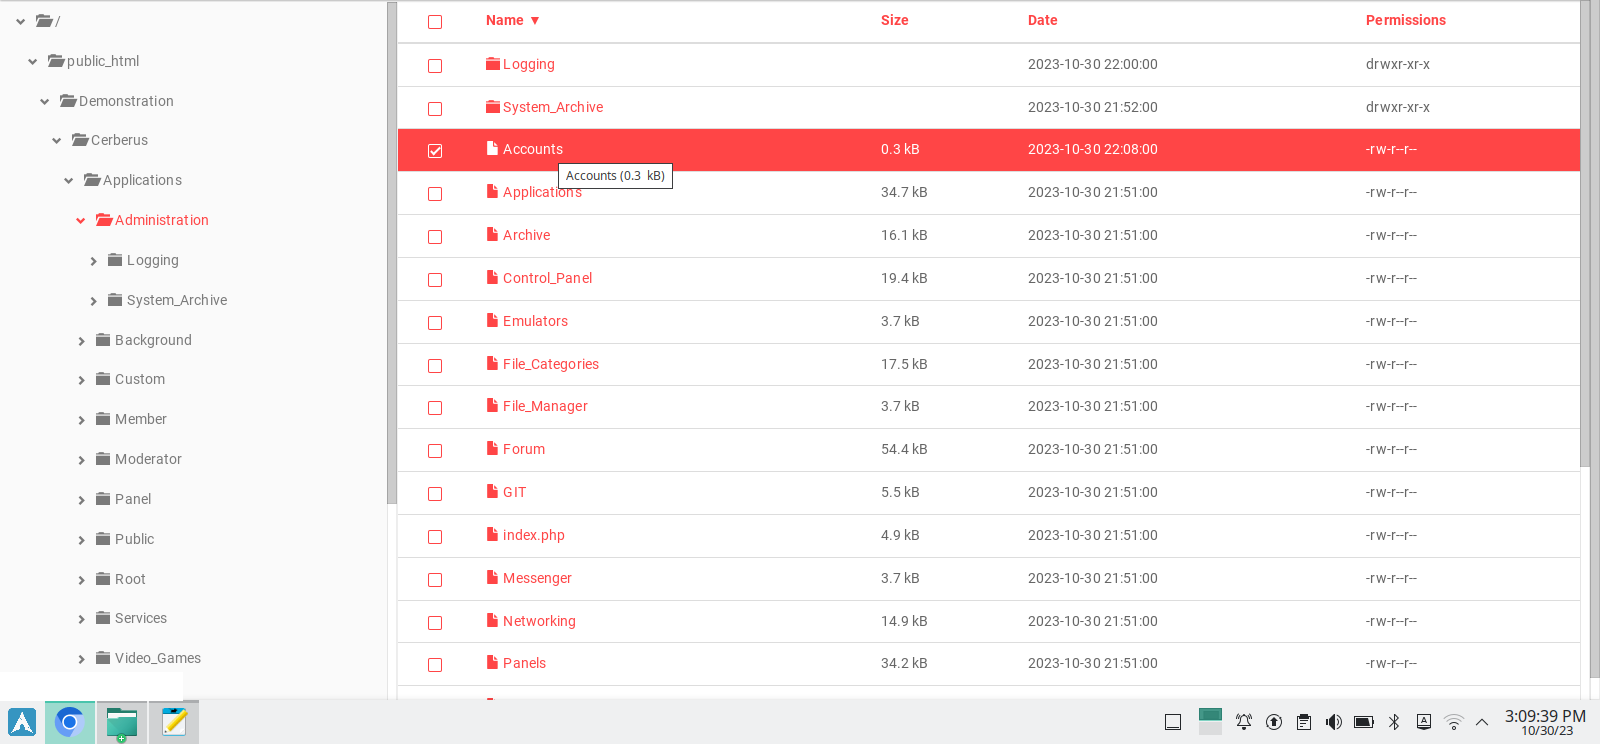 /
public_html
Demonstration
Cerberus
Applications
Administration
Logging
System_Archive
Background
Custom
Member
Moderator
Panel
Public
Root
Services
Video_Games
Name ▼ Size Date Permissions
Logging 2023-10-30 22:00:00 drwxr-xr-x
System_Archive 2023-10-30 21:52:00 drwxr-xr-x
Accounts 0.3 kB 2023-10-30 22:08:00 -rw-r--r--
Accounts (0.3 kB)
Applications 34.7 kB 2023-10-30 21:51:00 -rw-r--r--
Archive 16.1 kB 2023-10-30 21:51:00 -rw-r--r--
Control_Panel 19.4 kB 2023-10-30 21:51:00 -rw-r--r--
Emulators 3.7 kB 2023-10-30 21:51:00 -rw-r--r--
File_Categories 17.5 kB 2023-10-30 21:51:00 -rw-r--r--
File_Manager 3.7 kB 2023-10-30 21:51:00 -rw-r--r--
Forum 54.4 kB 2023-10-30 21:51:00 -rw-r--r--
GIT 5.5 kB 2023-10-30 21:51:00 -rw-r--r--
index.php 4.9 kB 2023-10-30 21:51:00 -rw-r--r--
Messenger 3.7 kB 2023-10-30 21:51:00 -rw-r--r--
Networking 14.9 kB 2023-10-30 21:51:00 -rw-r--r--
Panels 34.2 kB 2023-10-30 21:51:00 -rw-r--r--
A
3:09:39 PM
10/30/23